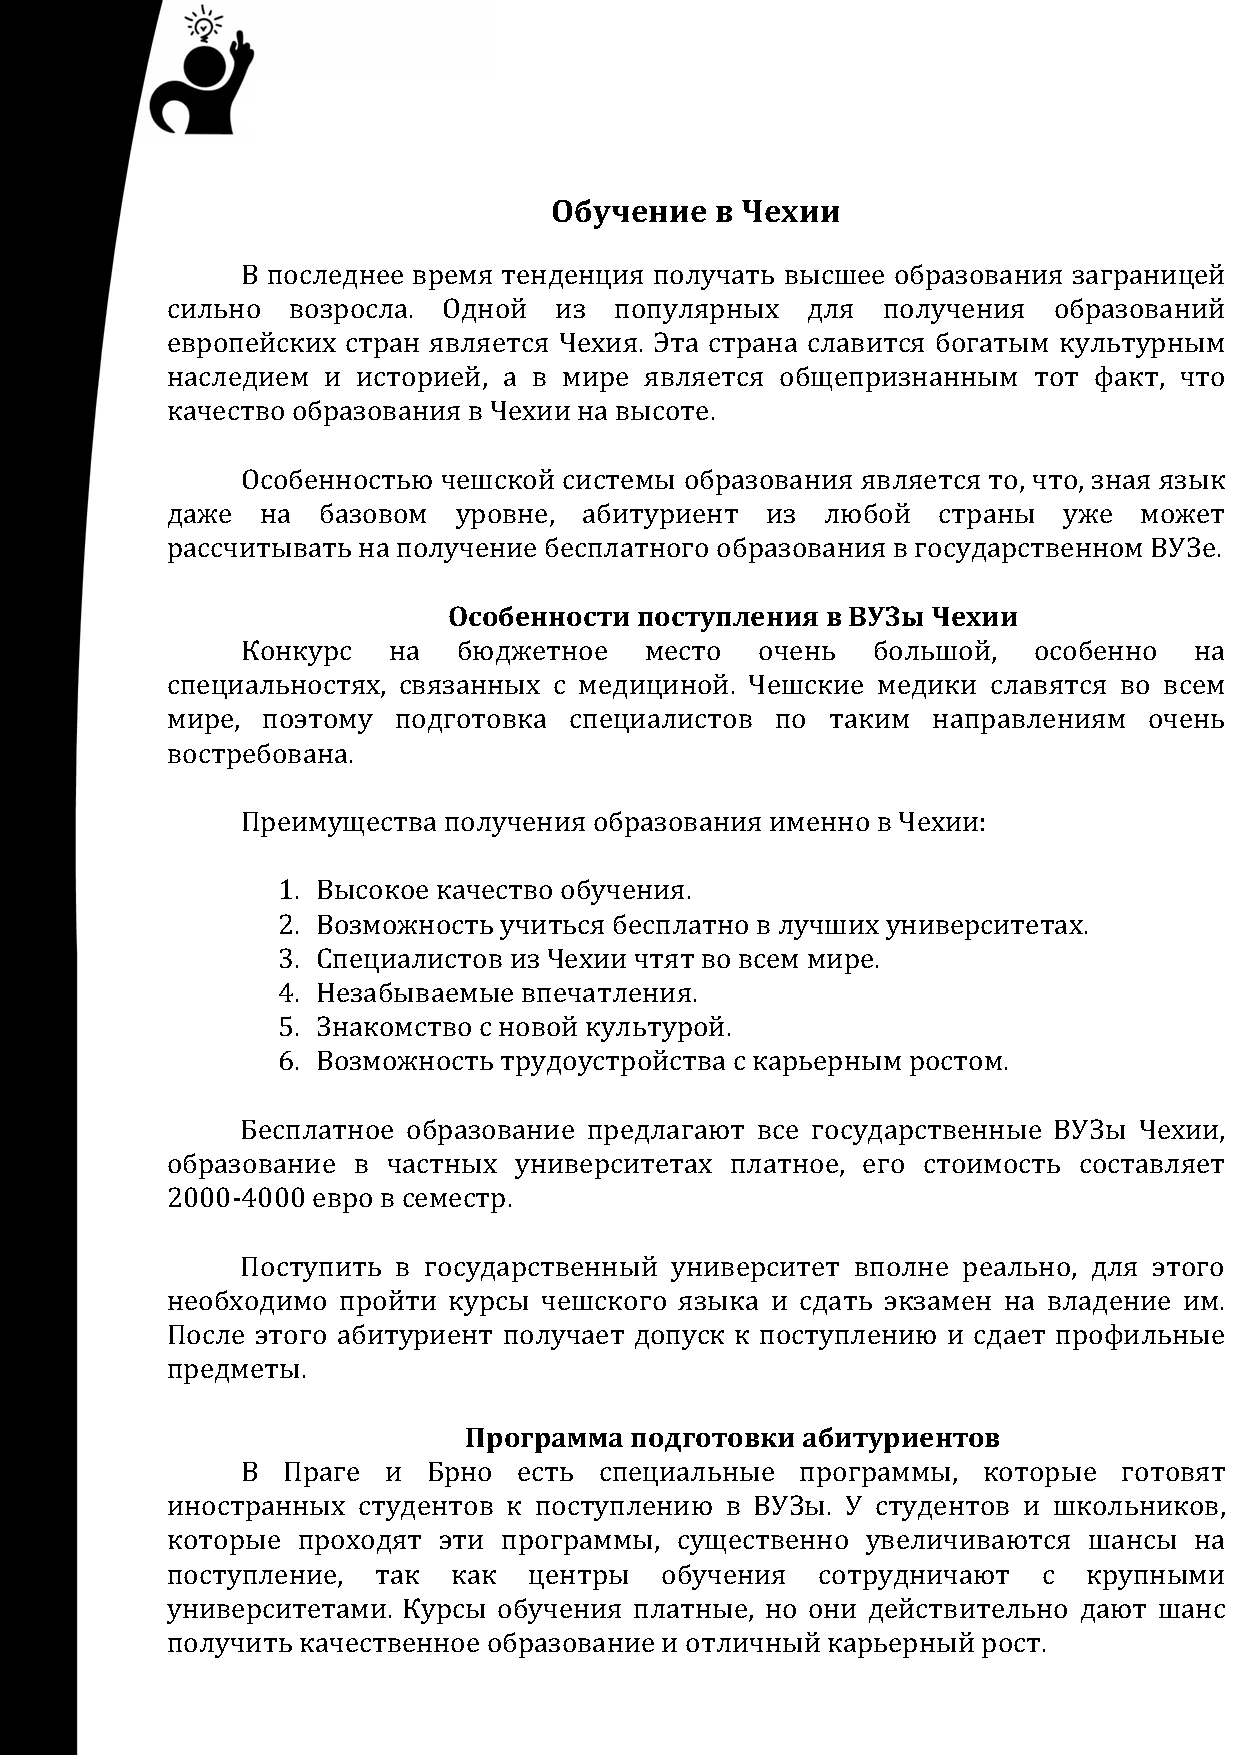 Обучение в Чехии
В последнее время тенденция получать высшее образования заграницей
сильно возросла. Одной из популярных для получения образований
европейских стран является Чехия. Эта страна славится богатым культурным
наследием и историей, а в мире является общепризнанным тот факт, что
качество образования в Чехии на высоте.
Особенностью чешской системы образования является то, что, зная язык
даже на базовом уровне, абитуриент из любой страны уже может
рассчитывать на получение бесплатного образования в государственном ВУЗе.
Особенности поступления в ВУЗы Чехии
Конкурс на бюджетное место очень большой, особенно на
специальностях, связанных с медициной. Чешские медики славятся во всем
мире, поэтому подготовка специалистов по таким направлениям очень
востребована.
Преимущества получения образования именно в Чехии:
1. Высокое качество обучения.
2. Возможность учиться бесплатно в лучших университетах.
3. Специалистов из Чехии чтят во всем мире.
4. Незабываемые впечатления.
5. Знакомство с новой культурой.
6. Возможность трудоустройства с карьерным ростом.
Бесплатное образование предлагают все государственные ВУЗы Чехии,
образование в частных университетах платное, его стоимость составляет
2000-4000 евро в семестр.
Поступить в государственный университет вполне реально, для этого
необходимо пройти курсы чешского языка и сдать экзамен на владение им.
После этого абитуриент получает допуск к поступлению и сдает профильные
предметы.
Программа подготовки абитуриентов
В Праге и Брно есть специальные программы, которые готовят
иностранных студентов к поступлению в ВУЗы. У студентов и школьников,
которые проходят эти программы, существенно увеличиваются шансы на
поступление, так как центры обучения сотрудничают с крупными
университетами. Курсы обучения платные, но они действительно дают шанс
получить качественное образование и отличный карьерный рост.